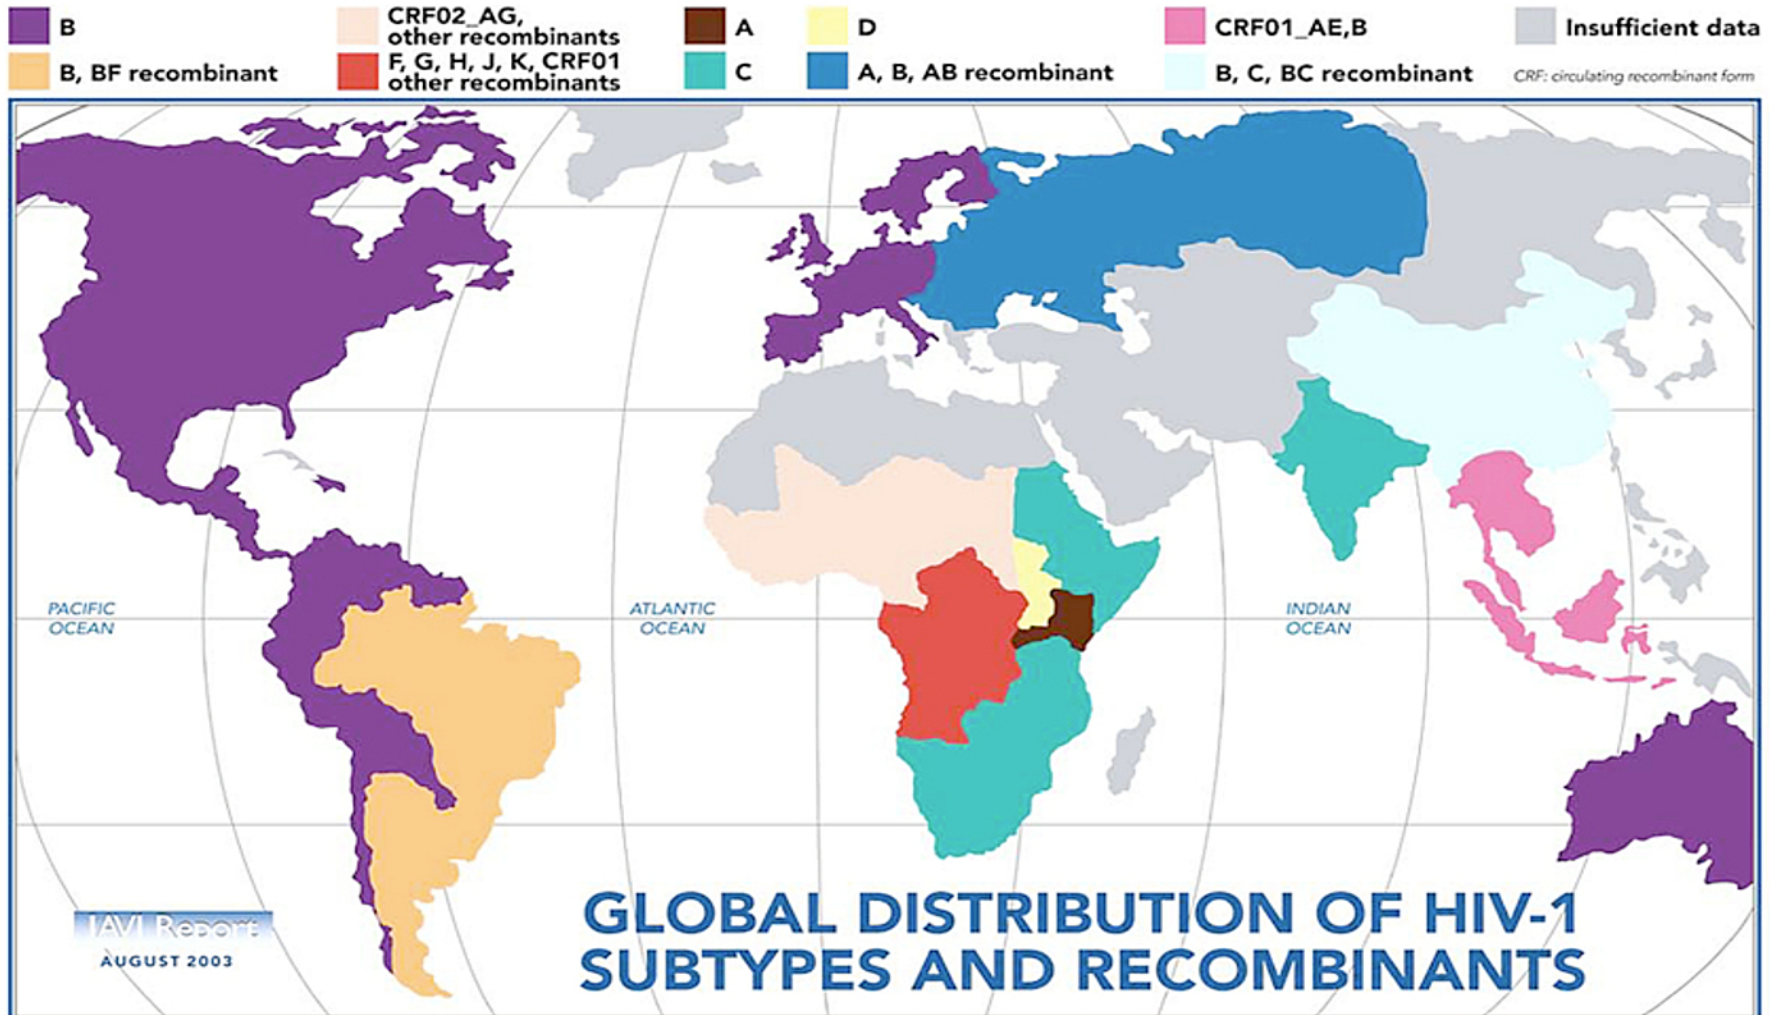 B
CRF02_AG,
other recombinants
A
D
CRF01_AE,B
Insufficient data
B, BF recombinant
F, G, H, J, K, CRF01
other recombinants
C
A, B, AB recombinant
B, C, BC recombinant
CRF: circulating recombinant form
PACIFIC
OCEAN
ATLANTIC
OCEAN
INDIAN
OCEAN
GLOBAL DISTRIBUTION OF HIV-1
SUBTYPES AND RECOMBINANTS
IAVI Report
AUGUST 2003